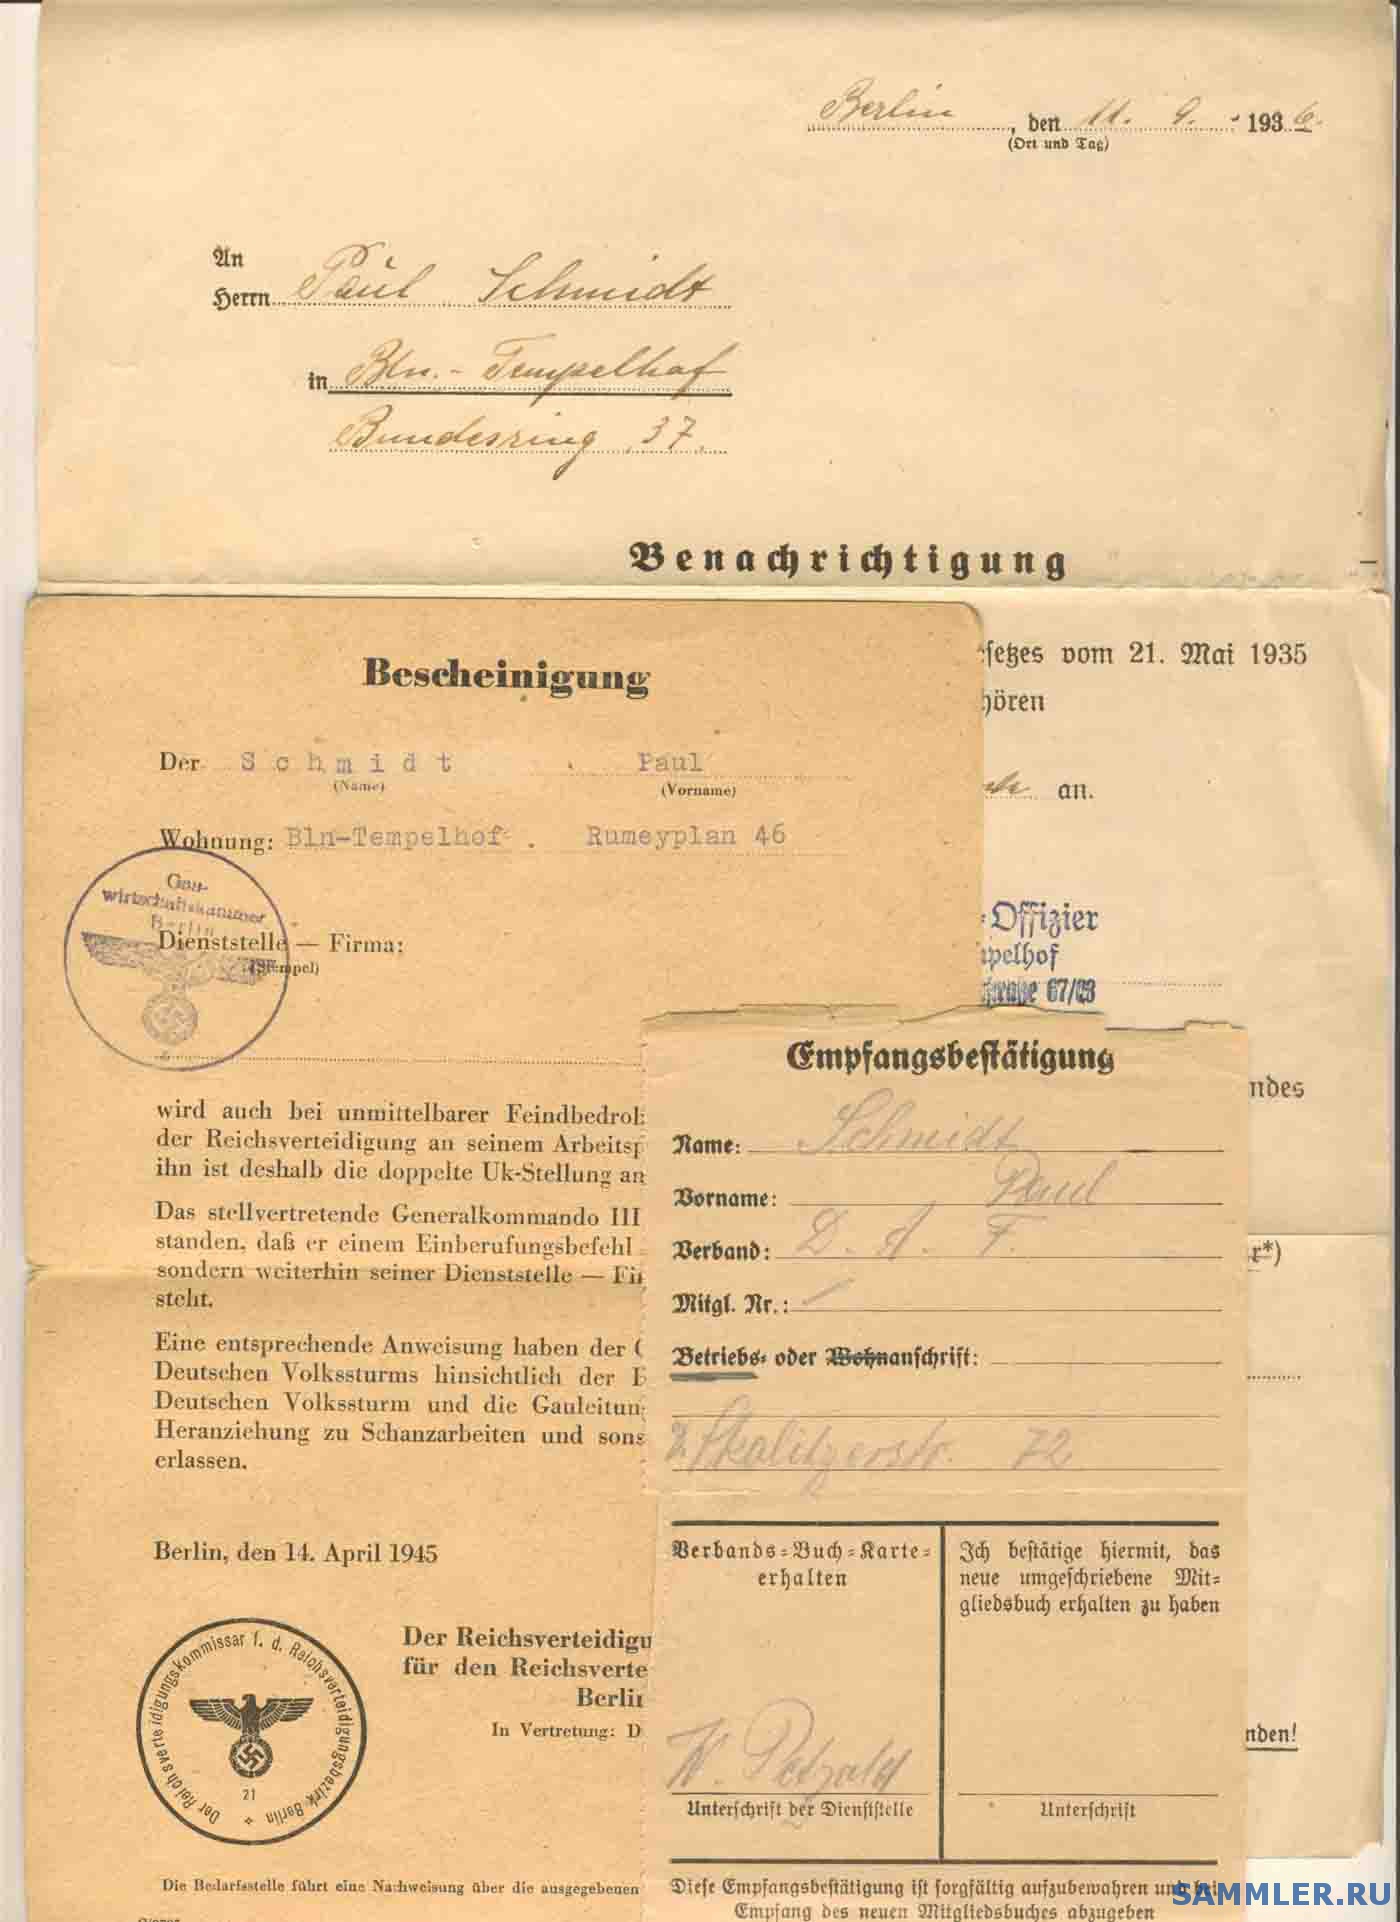 Berlin, den 11. 9. 1936.
(Ort und Tag)
An
Herrn Paul Schmidt
in Bln.-Tempelhof
Bundesring 37.
Benachrichtigung
setzes vom 21. Mai 1935
hören
an.
Offizier
pelhof
straße 67/
ndes
r*)
nden!
Bescheinigung
Der Schmidt, Paul
(Name) (Vorname)
Wohnung: Bln-Tempelhof. Rumeyplan 46
Gau-
wirtschaftskammer
Berlin
Dienststelle — Firma:
(Stempel)
wird auch bei unmittelbarer Feindbedroh
der Reichsverteidigung an seinem Arbeitsp
ihn ist deshalb die doppelte Uk-Stellung an
Das stellvertretende Generalkommando III
standen, daß er einem Einberufungsbefehl
sondern weiterhin seiner Dienststelle — Fi
steht.
Eine entsprechende Anweisung haben der
Deutschen Volkssturms hinsichtlich der
Deutschen Volkssturm und die Gauleitun
Heranziehung zu Schanzarbeiten und sons
erlassen.
Berlin, den 14. April 1945
Der Reichsverteidigungskommissar f. d. Reichsverteidigungsbezirk Berlin
21
Der Reichsverteidigu
für den Reichsverte
Berlin
In Vertretung: D
Die Bedarfsstelle führt eine Nachweisung über die ausgegebenen
Empfangsbestätigung
Name: Schmidt
Vorname: Paul
Verband: D. A. F.
Mitgl. Nr.: /
Betriebs- oder Wohnanschrift:
Skalitzerstr. 72
Verbands-Buch-Karte-
erhalten
W. Petzold
Unterschrift der Dienststelle
Ich bestätige hiermit, das
neue umgeschriebene Mit-
gliedsbuch erhalten zu haben
Unterschrift
Diese Empfangsbestätigung ist sorgfältig aufzubewahren und bei
Empfang des neuen Mitgliedsbuches abzugeben
SAMMLER.RU